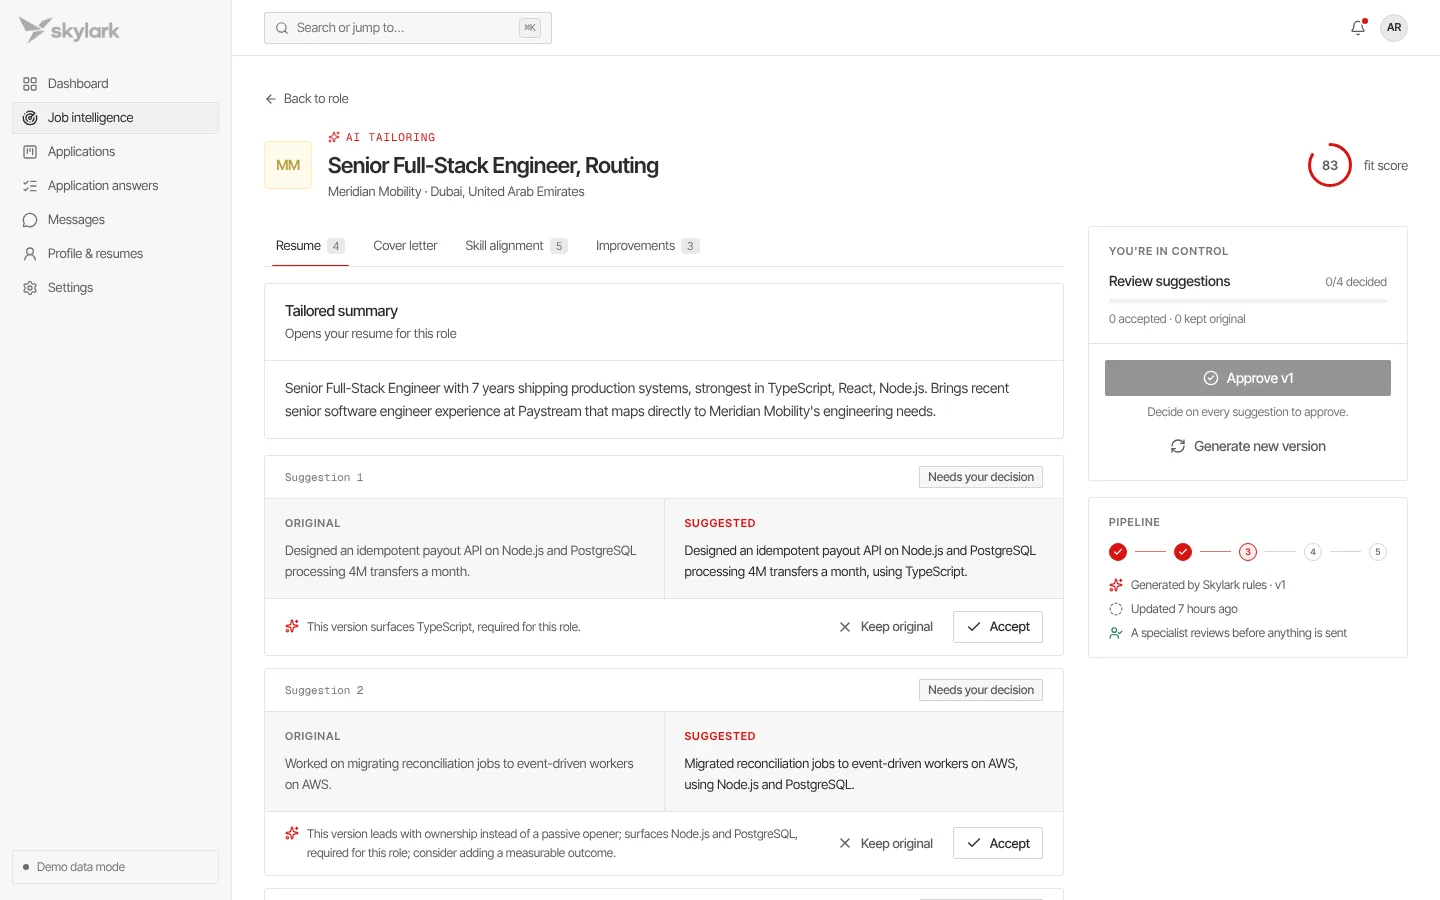 skylark
Search or jump to...
⌘K
AR
Dashboard
Job intelligence
Applications
Application answers
Messages
Profile & resumes
Settings
Demo data mode
Back to role
MM
AI TAILORING
Senior Full-Stack Engineer, Routing
Meridian Mobility · Dubai, United Arab Emirates
83
fit score
Resume 4
Cover letter
Skill alignment 5
Improvements 3
Tailored summary
Opens your resume for this role
Senior Full-Stack Engineer with 7 years shipping production systems, strongest in TypeScript, React, Node.js. Brings recent
senior software engineer experience at Paystream that maps directly to Meridian Mobility's engineering needs.
Suggestion 1
Needs your decision
ORIGINAL
Designed an idempotent payout API on Node.js and PostgreSQL
processing 4M transfers a month.
SUGGESTED
Designed an idempotent payout API on Node.js and PostgreSQL
processing 4M transfers a month, using TypeScript.
This version surfaces TypeScript, required for this role.
Keep original
Accept
Suggestion 2
Needs your decision
ORIGINAL
Worked on migrating reconciliation jobs to event-driven workers
on AWS.
SUGGESTED
Migrated reconciliation jobs to event-driven workers on AWS,
using Node.js and PostgreSQL.
This version leads with ownership instead of a passive opener; surfaces Node.js and PostgreSQL,
required for this role; consider adding a measurable outcome.
Keep original
Accept
YOU'RE IN CONTROL
Review suggestions
0/4 decided
0 accepted · 0 kept original
Approve v1
Decide on every suggestion to approve.
Generate new version
PIPELINE
3
4
5
Generated by Skylark rules · v1
Updated 7 hours ago
A specialist reviews before anything is sent